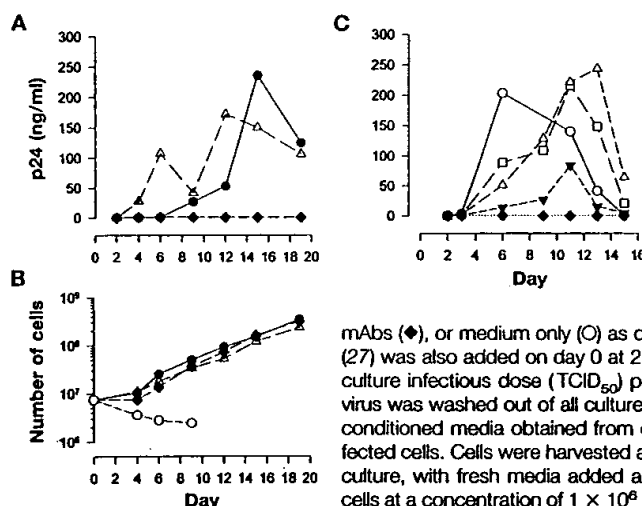 A
300
250
200
150
100
50
0
p24 (ng/ml)
0 2 4 6 8 10 12 14 16 18 20
B
10⁹
10⁸
10⁷
10⁶
Number of cells
0 2 4 6 9 12 14 16 18 20
Day
C
300
250
200
150
100
50
0
0 2 4 6 8 10 12 14 16
Day
mAbs (◆), or medium only (○) as d
(27) was also added on day 0 at 2
culture infectious dose (TCID₅₀) p
virus was washed out of all culture
conditioned media obtained from
fected cells. Cells were harvested a
culture, with fresh media added a
cells at a concentration of 1 × 10⁶